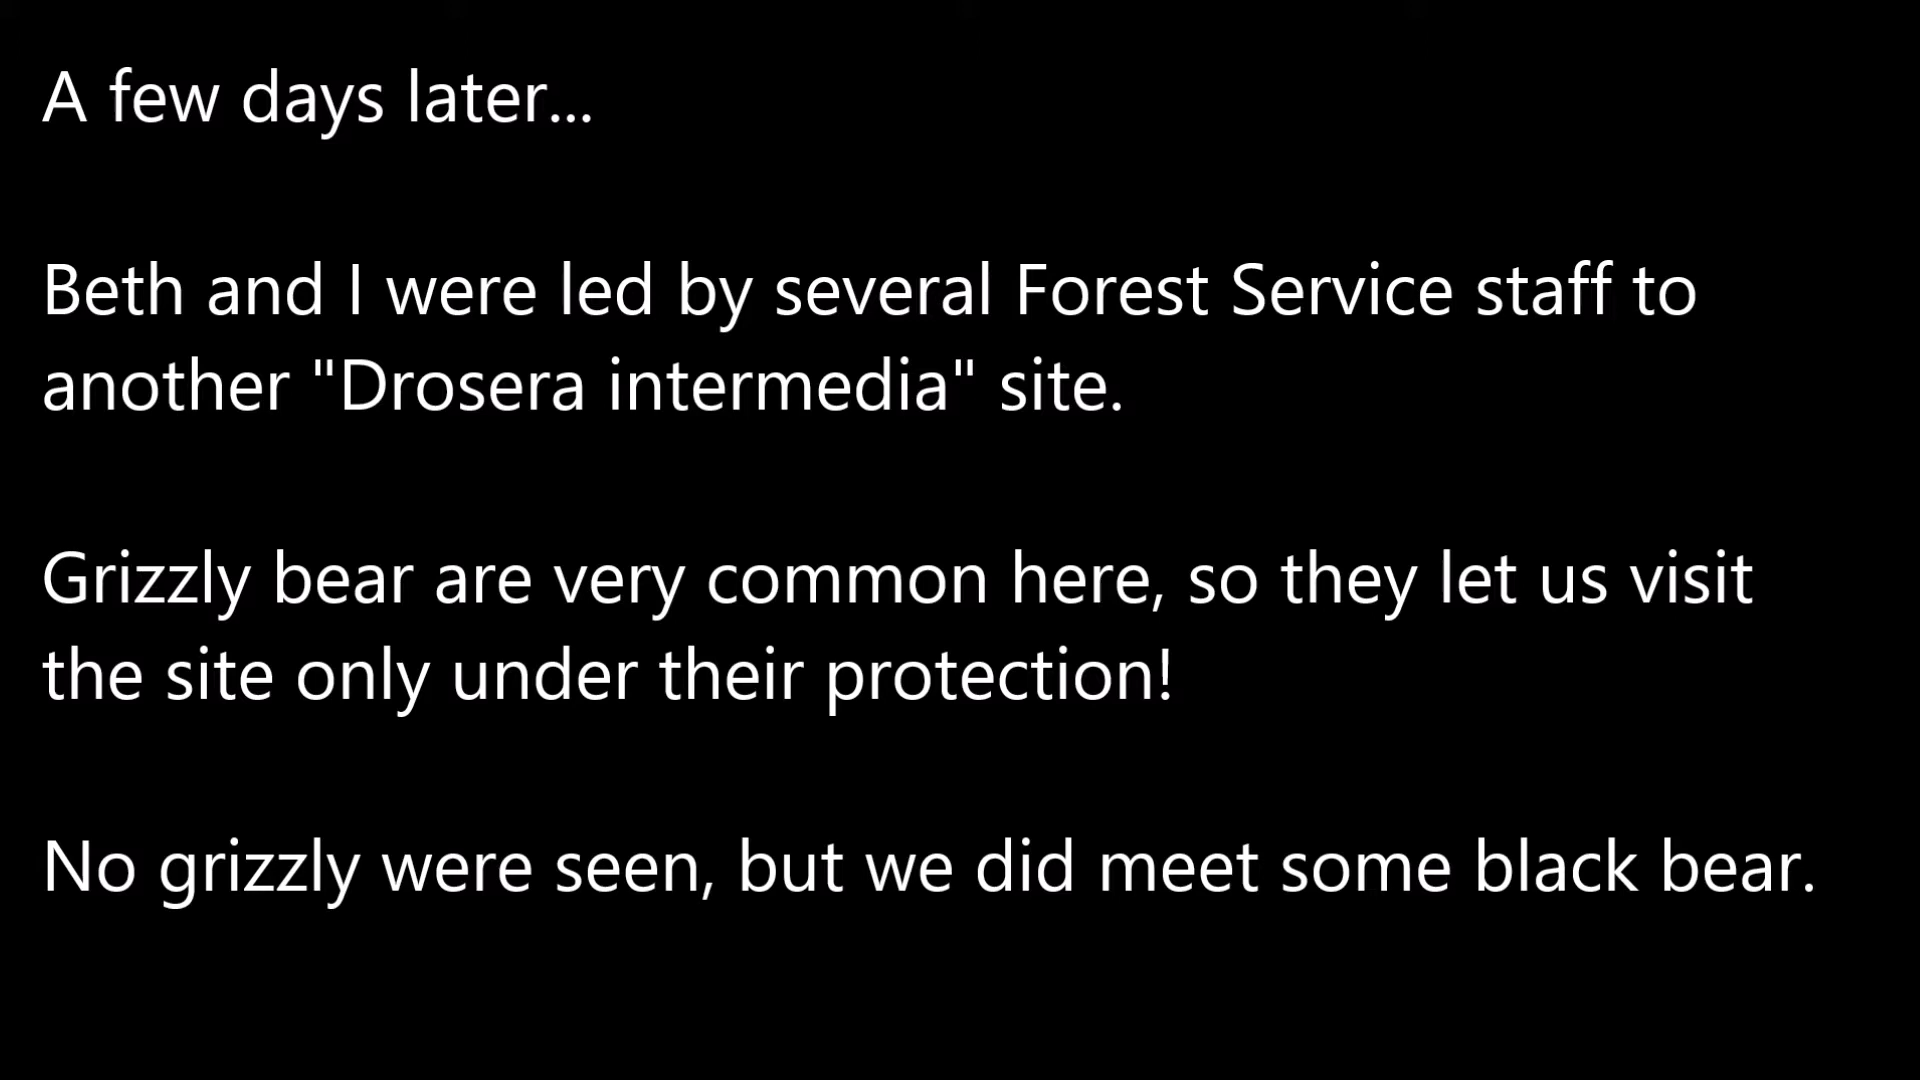 A few days later...
Beth and I were led by several Forest Service staff to
another "Drosera intermedia" site.
Grizzly bear are very common here, so they let us visit
the site only under their protection!
No grizzly were seen, but we did meet some black bear.